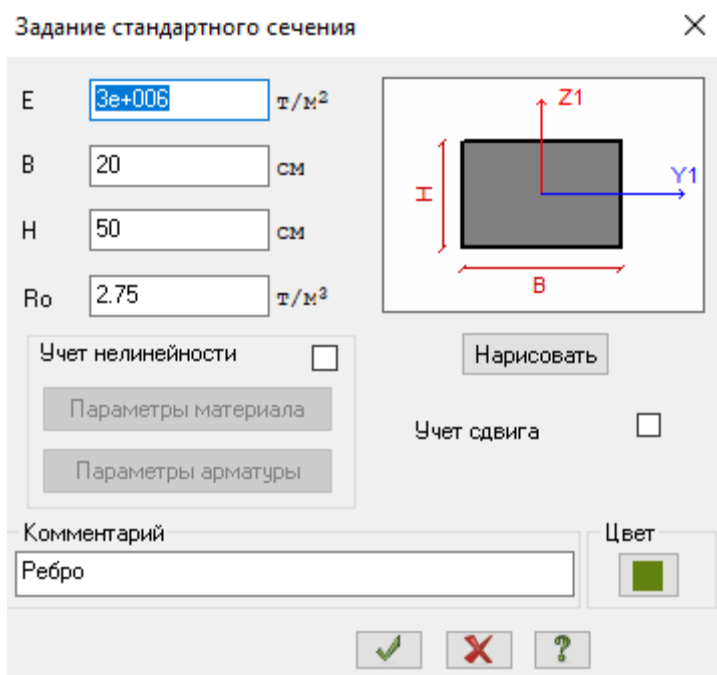 Задание стандартного сечения
E 3e+006 т/м²
B 20 см
H 50 см
Ro 2.75 т/м³
Z1
Y1
H
B
Учет нелинейности
Параметры материала
Параметры арматуры
Нарисовать
Учет сдвига
Комментарий
Ребро
Цвет
?